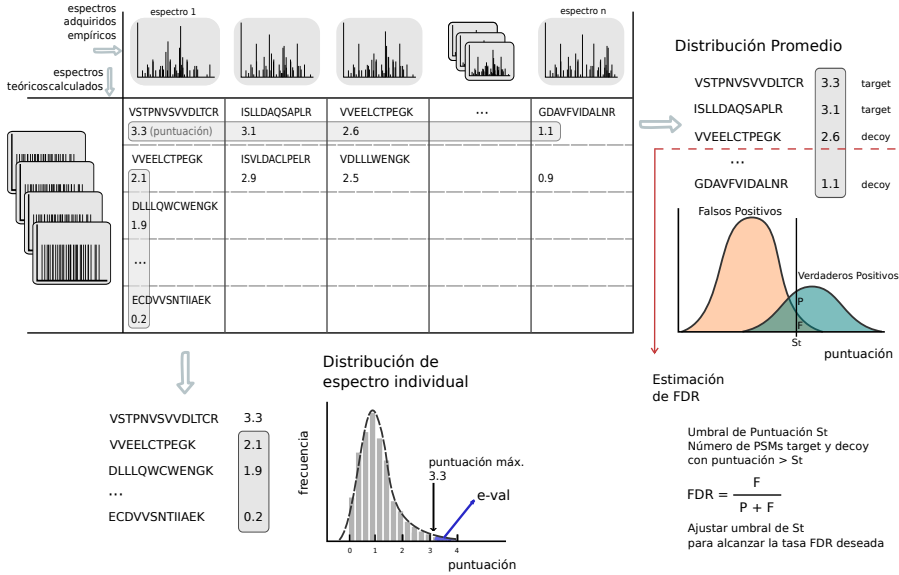 espectros
adquiridos
empíricos
espectro 1
espectro n
espectros
teóricoscalculados
VSTPNVSVVDLTCR
ISLLDAQSAPLR
VVEELCTPEGK
...
GDAVFVIDALNR
3.3 (puntuación)
3.1
2.6
1.1
VVEELCTPEGK
ISVLDACLPELR
VDLLLWENGK
2.1
2.9
2.5
0.9
DLLLQWCWENGK
1.9
...
ECDVVSNTIIAEK
0.2
Distribución Promedio
VSTPNVSVVDLTCR 3.3 target
ISLLDAQSAPLR 3.1 target
VVEELCTPEGK 2.6 decoy
...
GDAVFVIDALNR 1.1 decoy
Falsos Positivos
Verdaderos Positivos
P
F
St
puntuación
Estimación
de FDR
Umbral de Puntuación St
Número de PSMs target y decoy
con puntuación > St
FDR = F
P + F
Ajustar umbral de St
para alcanzar la tasa FDR deseada
VSTPNVSVVDLTCR 3.3
VVEELCTPEGK 2.1
DLLLQWCWENGK 1.9
...
ECDVVSNTIIAEK 0.2
Distribución de
espectro individual
frecuencia
puntuación máx.
3.3
e-val
0 1 2 3 4
puntuación